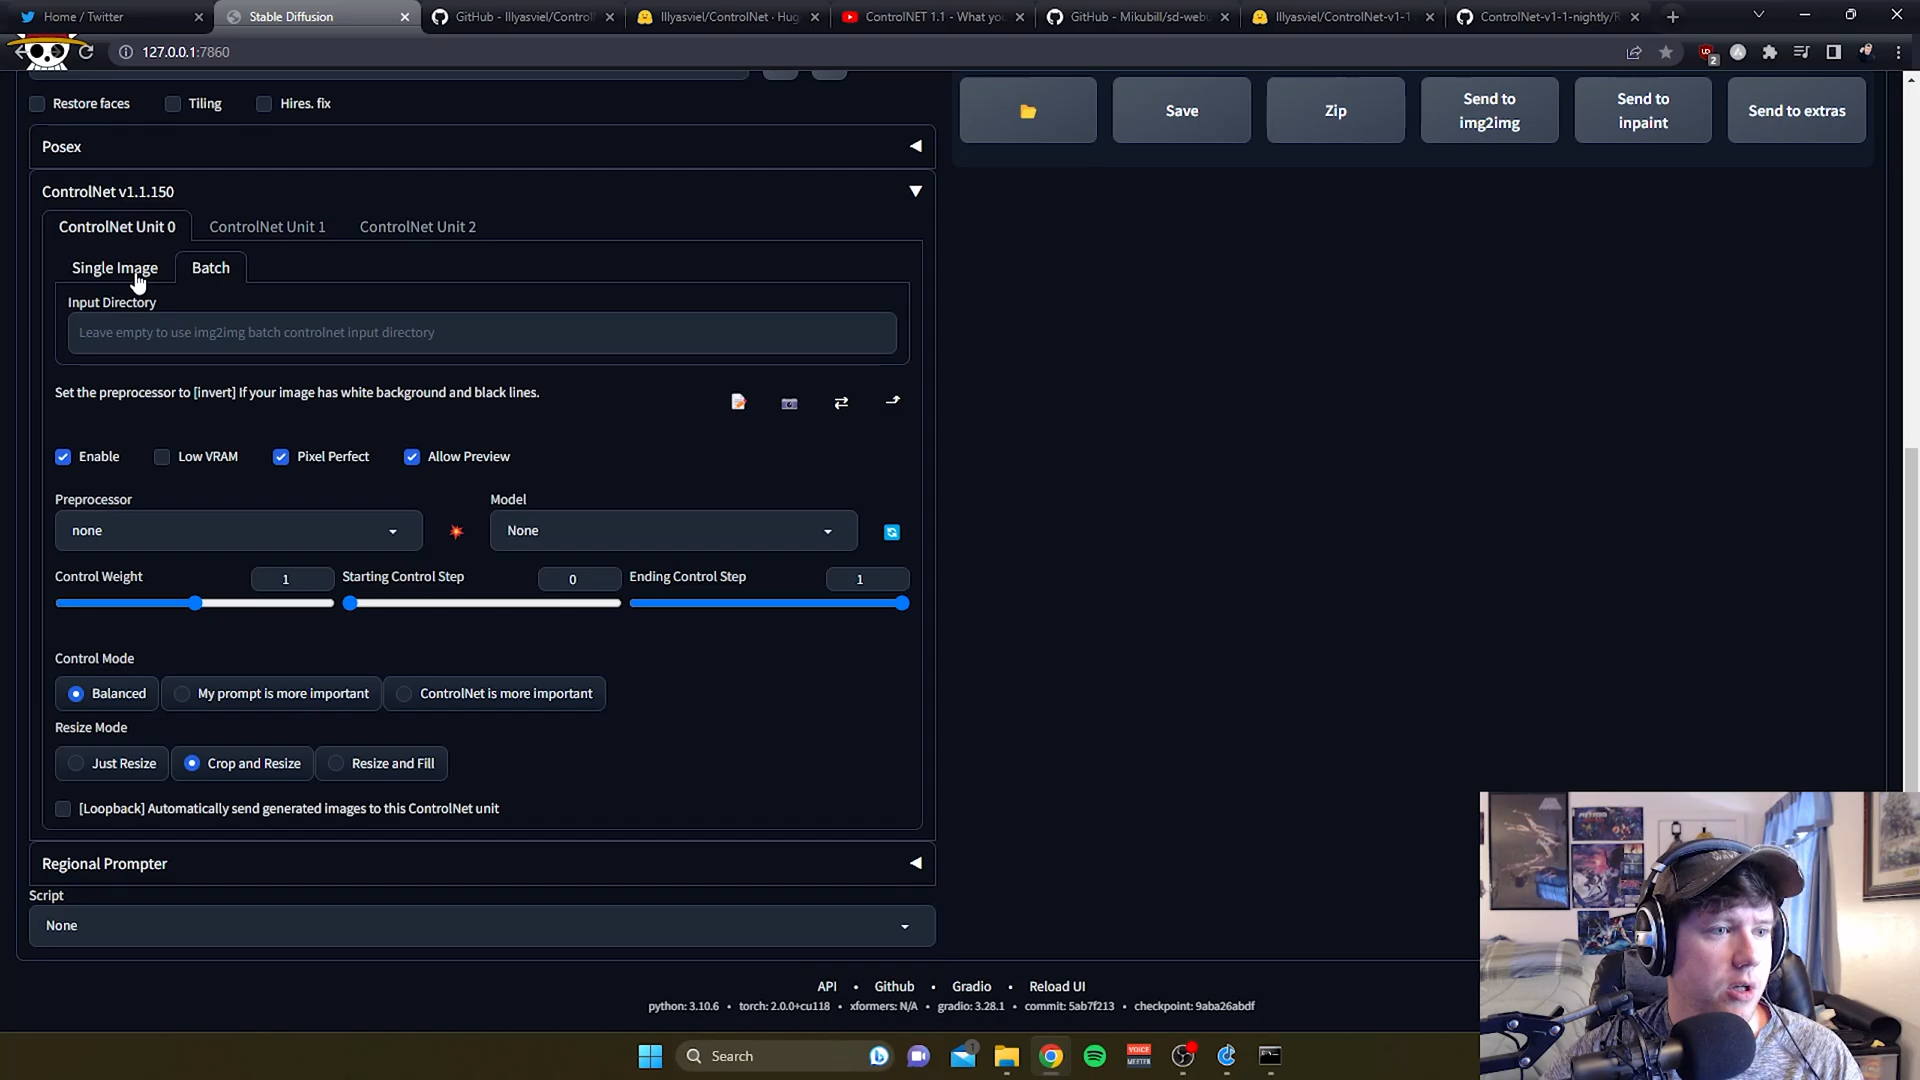 Home / Twitter
Stable Diffusion
GitHub - lllyasviel/Control
lllyasviel/ControlNet · Hug
ControlNET 1.1 - What you
GitHub - Mikubill/sd-webu
lllyasviel/ControlNet-v1-1
ControlNet-v1-1-nightly/R
127.0.0.1:7860
2
Restore faces
Tiling
Hires. fix
Save
Zip
Send to img2img
Send to inpaint
Send to extras
Posex
ControlNet v1.1.150
ControlNet Unit 0
ControlNet Unit 1
ControlNet Unit 2
Single Image
Batch
Input Directory
Leave empty to use img2img batch controlnet input directory
Set the preprocessor to [invert] If your image has white background and black lines.
Enable
Low VRAM
Pixel Perfect
Allow Preview
Preprocessor
Model
none
None
Control Weight
1
Starting Control Step
0
Ending Control Step
1
Control Mode
Balanced
My prompt is more important
ControlNet is more important
Resize Mode
Just Resize
Crop and Resize
Resize and Fill
[Loopback] Automatically send generated images to this ControlNet unit
Regional Prompter
Script
None
API • Github • Gradio • Reload UI
python: 3.10.6 • torch: 2.0.0+cu118 • xformers: N/A • gradio: 3.28.1 • commit: 5ab7f213 • checkpoint: 9aba26abdf
Search
1
VOICE
MEETER